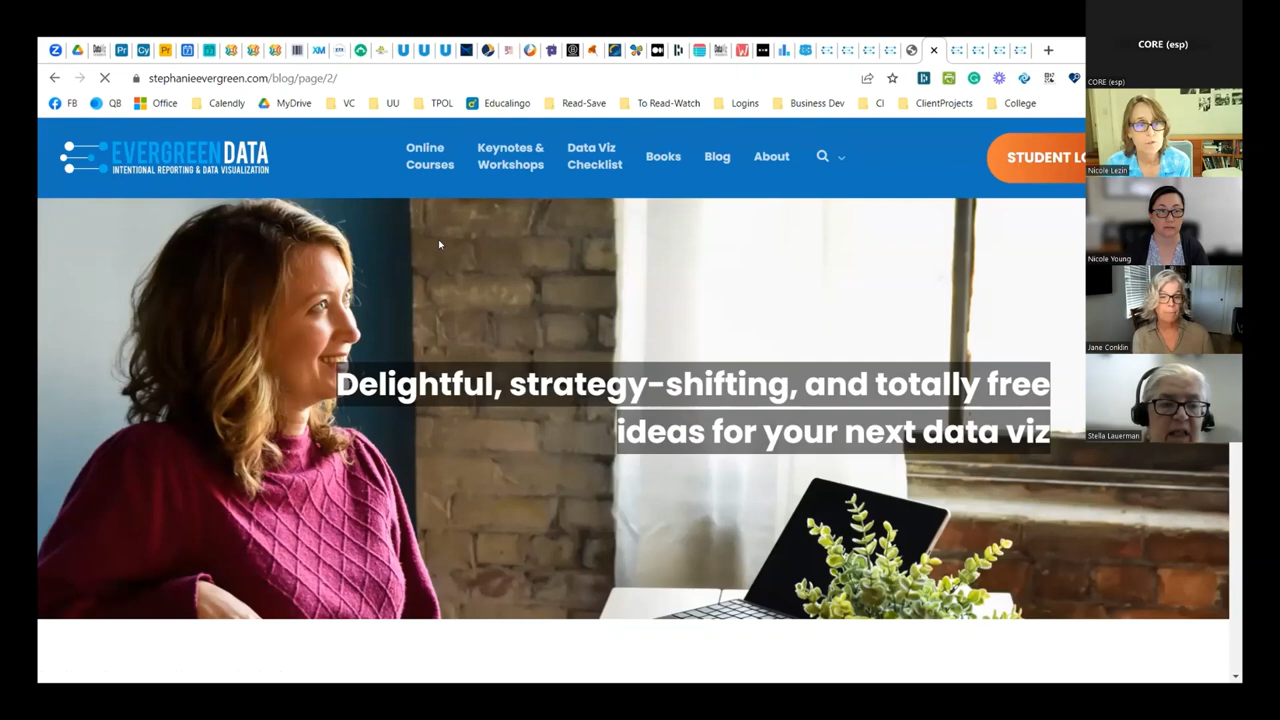 CORE (esp)
CORE (esp)
stephanieevergreen.com/blog/page/2/
FB
QB
Office
Calendly
MyDrive
VC
UU
TPOL
Educalingo
Read-Save
To Read-Watch
Logins
Business Dev
CI
ClientProjects
College
EVERGREEN DATA
INTENTIONAL REPORTING & DATA VISUALIZATION
Online
Courses
Keynotes &
Workshops
Data Viz
Checklist
Books
Blog
About
STUDENT LO
Delightful, strategy-shifting, and totally free
ideas for your next data viz
Nicole Lezin
Nicole Young
Jane Conklin
Stella Lauerman